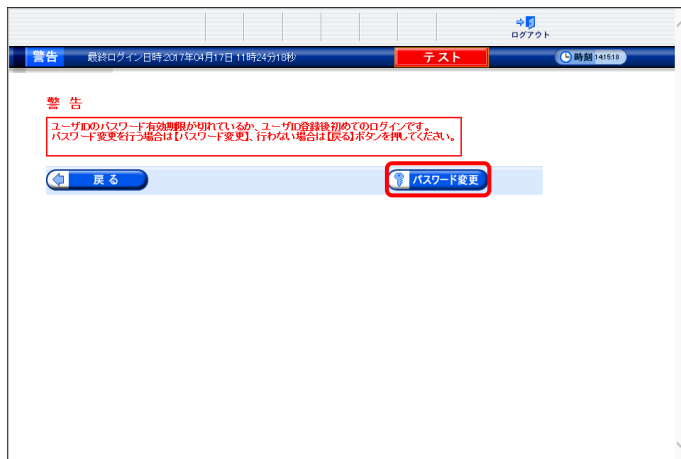 ログアウト
警告 最終ログイン日時:2017年04月17日 11時24分18秒 テスト 時刻 14:15:18
警 告
ユーザIDのパスワード有効期限が切れているか、ユーザID登録後初めてのログインです。
パスワード変更を行う場合は【パスワード変更】、行わない場合は【戻る】ボタンを押してください。
戻る パスワード変更